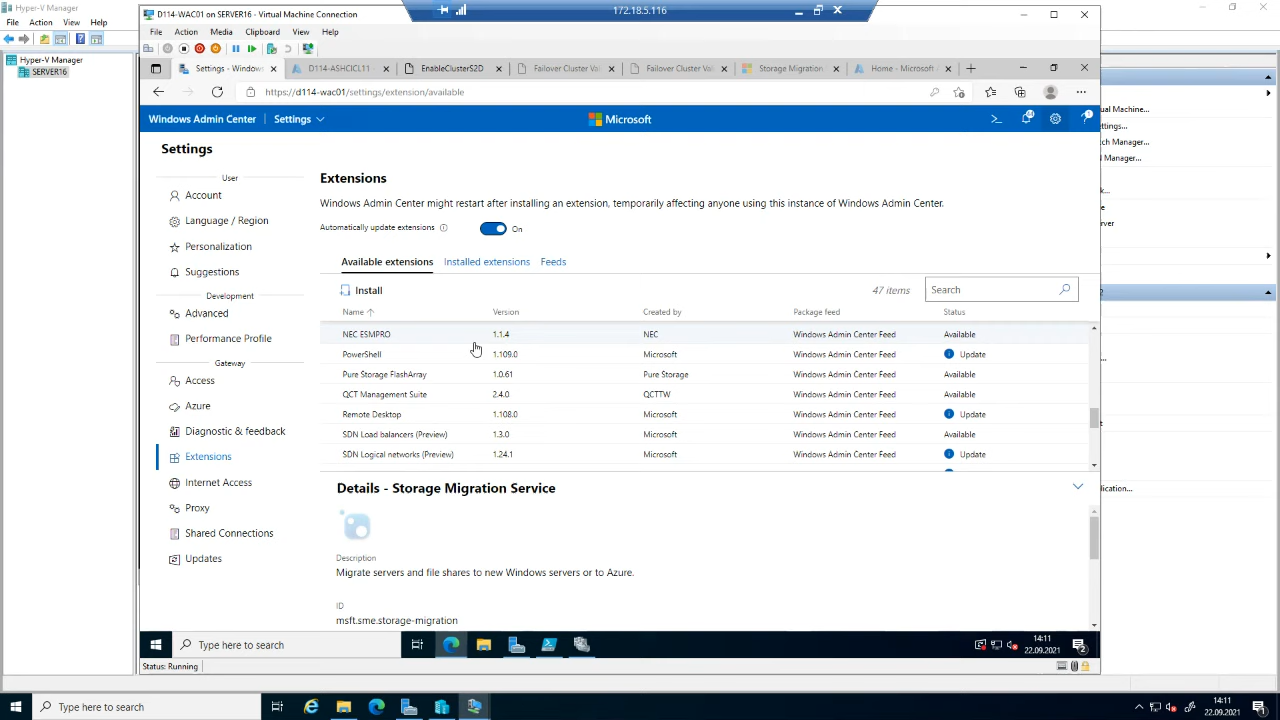 Hyper-V Manager
File Action View Help
Hyper-V Manager
SERVER16
172.18.5.116
D114-WAC01 on SERVER16 - Virtual Machine Connection
File Action Media Clipboard View Help
Settings - Windows
D114-ASHCICL11 -
EnableClusterS2D
Failover Cluster Val
Failover Cluster Val
Storage Migration
Home - Microsoft
https://d114-wac01/settings/extension/available
Windows Admin Center
Settings
Microsoft
Settings
User
Account
Language / Region
Personalization
Suggestions
Development
Advanced
Performance Profile
Gateway
Access
Azure
Diagnostic & feedback
Extensions
Internet Access
Proxy
Shared Connections
Updates
Extensions
Windows Admin Center might restart after installing an extension, temporarily affecting anyone using this instance of Windows Admin Center.
Automatically update extensions
On
Available extensions Installed extensions Feeds
Install
47 items
Search
Name Version Created by Package feed Status
NEC ESMPRO 1.1.4 NEC Windows Admin Center Feed Available
PowerShell 1.109.0 Microsoft Windows Admin Center Feed Update
Pure Storage FlashArray 1.0.61 Pure Storage Windows Admin Center Feed Available
QCT Management Suite 2.4.0 QCTTW Windows Admin Center Feed Available
Remote Desktop 1.108.0 Microsoft Windows Admin Center Feed Update
SDN Load balancers (Preview) 1.3.0 Microsoft Windows Admin Center Feed Available
SDN Logical networks (Preview) 1.24.1 Microsoft Windows Admin Center Feed Update
Details - Storage Migration Service
Description
Migrate servers and file shares to new Windows servers or to Azure.
ID
msft.sme.storage-migration
Type here to search
14:11
22.09.2021
2
Status: Running
ual Machine...
ettings...
tch Manager...
N Manager...
k...
e
rver
lication...
Type here to search
14:11
22.09.2021
1